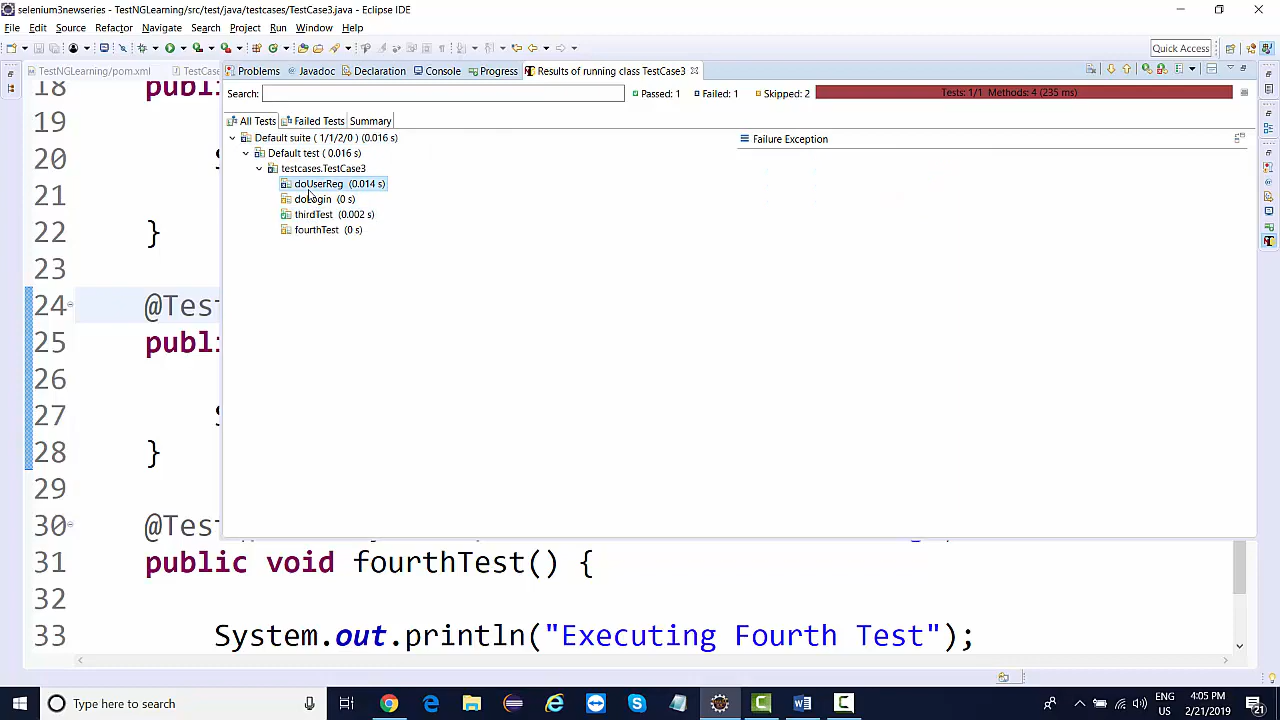 selenium3newseries - TestNGLearning/src/test/java/testcases/TestCase3.java - Eclipse IDE
File Edit Source Refactor Navigate Search Project Run Window Help
Quick Access
TestNGLearning/pom.xml TestCas
Problems Javadoc Declaration Console Progress Results of running class TestCase3
Search: Passed: 1 Failed: 1 Skipped: 2 Tests: 1/1 Methods: 4 (235 ms)
All Tests Failed Tests Summary
Default suite ( 1/1/2/0 ) (0.016 s)
Failure Exception
Default test ( 0.016 s)
testcases.TestCase3
doUserReg (0.014 s)
doLogin (0 s)
thirdTest (0.002 s)
fourthTest (0 s)
18 publ
19
20 S
21
22 }
23
24 @Tes
25 publi
26
27 S
28 }
29
30 @Tes
31 public void fourthTest() {
32
33 System.out.println("Executing Fourth Test");
Type here to search
ENG 4:05 PM
US 2/21/2019 21